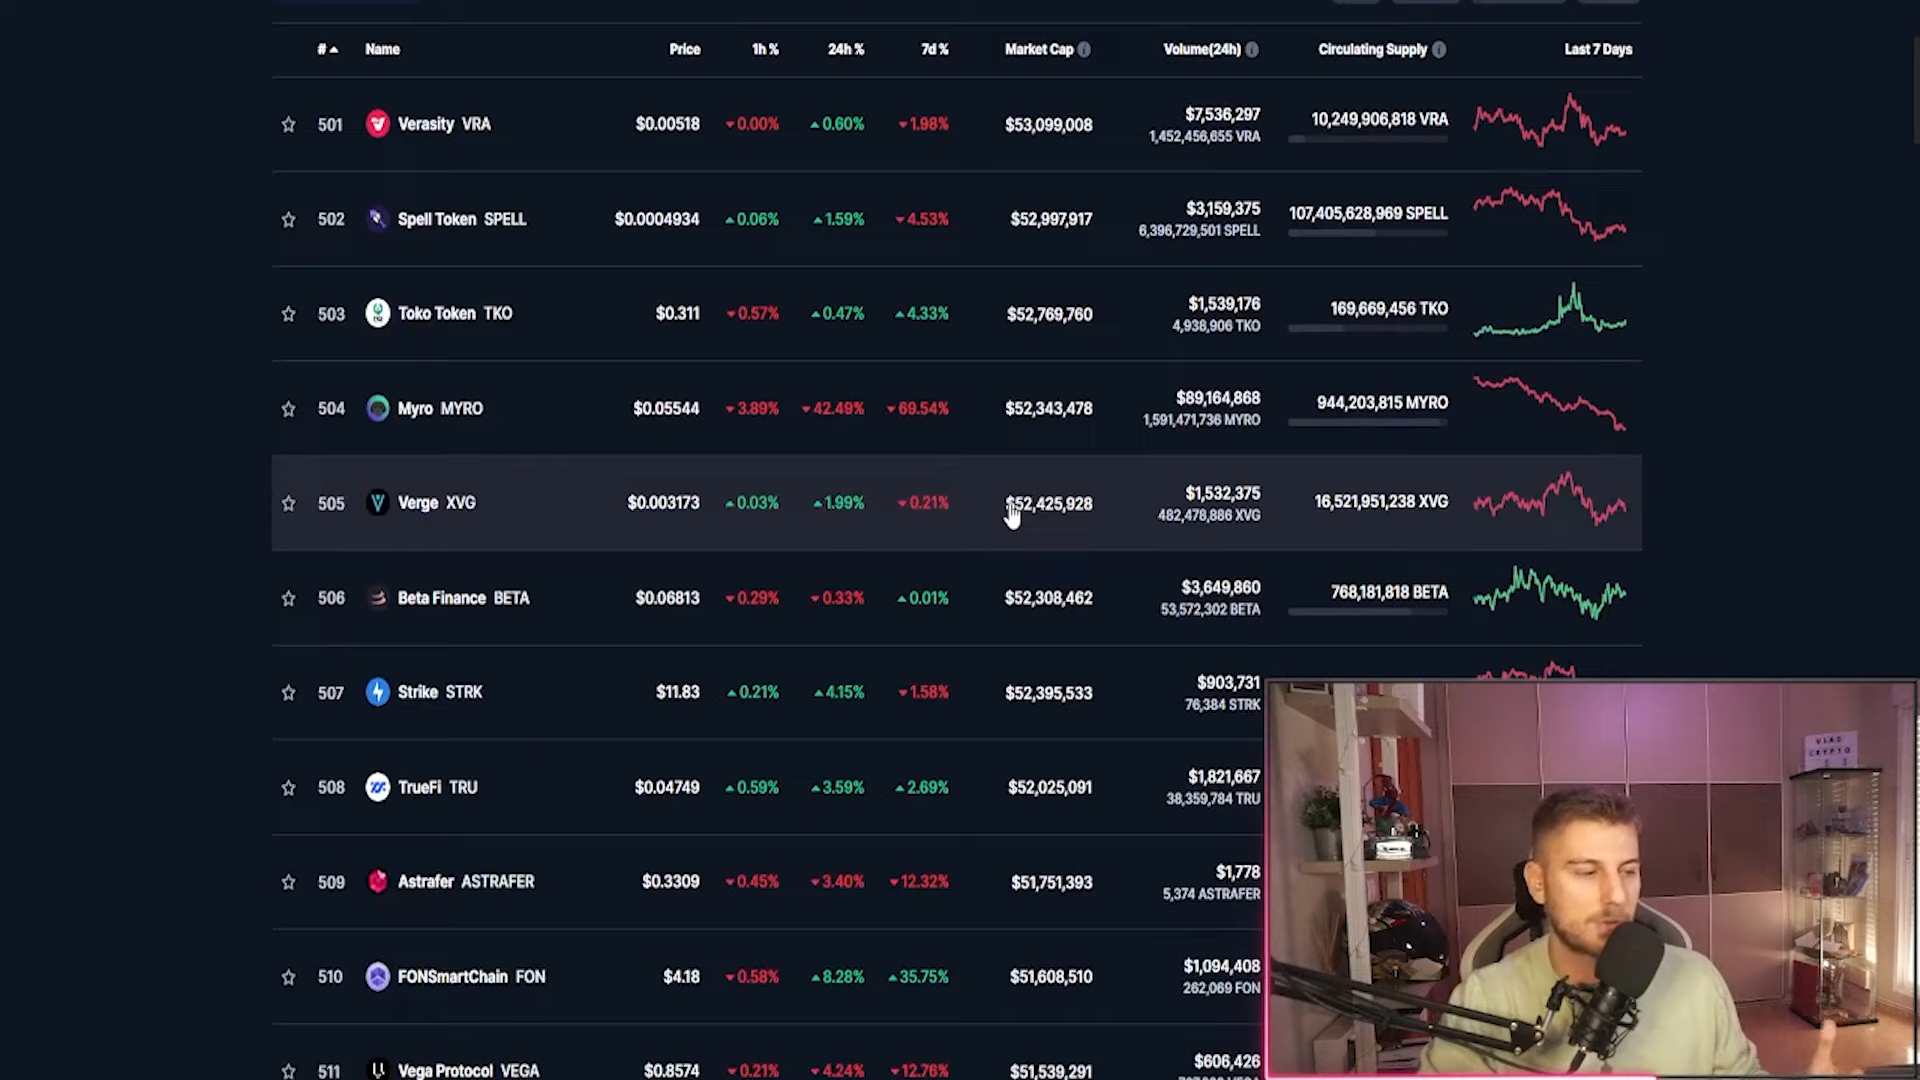 # Name Price 1h % 24h % 7d % Market Cap Volume(24h) Circulating Supply Last 7 Days
501 Verasity VRA $0.00518 0.00% 0.60% 1.98% $53,099,008 $7,536,297 10,249,906,818 VRA
1,452,456,655 VRA
502 Spell Token SPELL $0.0004934 0.06% 1.59% 4.53% $52,997,917 $3,159,375 107,405,628,969 SPELL
6,396,729,501 SPELL
503 Toko Token TKO $0.311 0.57% 0.47% 4.33% $52,769,760 $1,539,176 169,669,456 TKO
4,938,906 TKO
504 Myro MYRO $0.05544 3.89% 42.49% 69.54% $52,343,478 $89,164,868 944,203,815 MYRO
1,591,471,736 MYRO
505 Verge XVG $0.003173 0.03% 1.99% 0.21% $52,425,928 $1,532,375 16,521,951,238 XVG
482,478,886 XVG
506 Beta Finance BETA $0.06813 0.29% 0.33% 0.01% $52,308,462 $3,649,860 768,181,818 BETA
53,572,302 BETA
507 Strike STRK $11.83 0.21% 4.15% 1.58% $52,395,533 $903,731
76,384 STRK
508 TrueFi TRU $0.04749 0.59% 3.59% 2.69% $52,025,091 $1,821,667
38,359,784 TRU
509 Astrafer ASTRAFER $0.3309 0.45% 3.40% 12.32% $51,751,393 $1,778
5,374 ASTRAFER
510 FONSmartChain FON $4.18 0.58% 8.28% 35.75% $51,608,510 $1,094,408
262,069 FON
511 Vega Protocol VEGA $0.8574 0.21% 4.24% 12.76% $51,539,291 $606,426
VLAD
CRYPTO